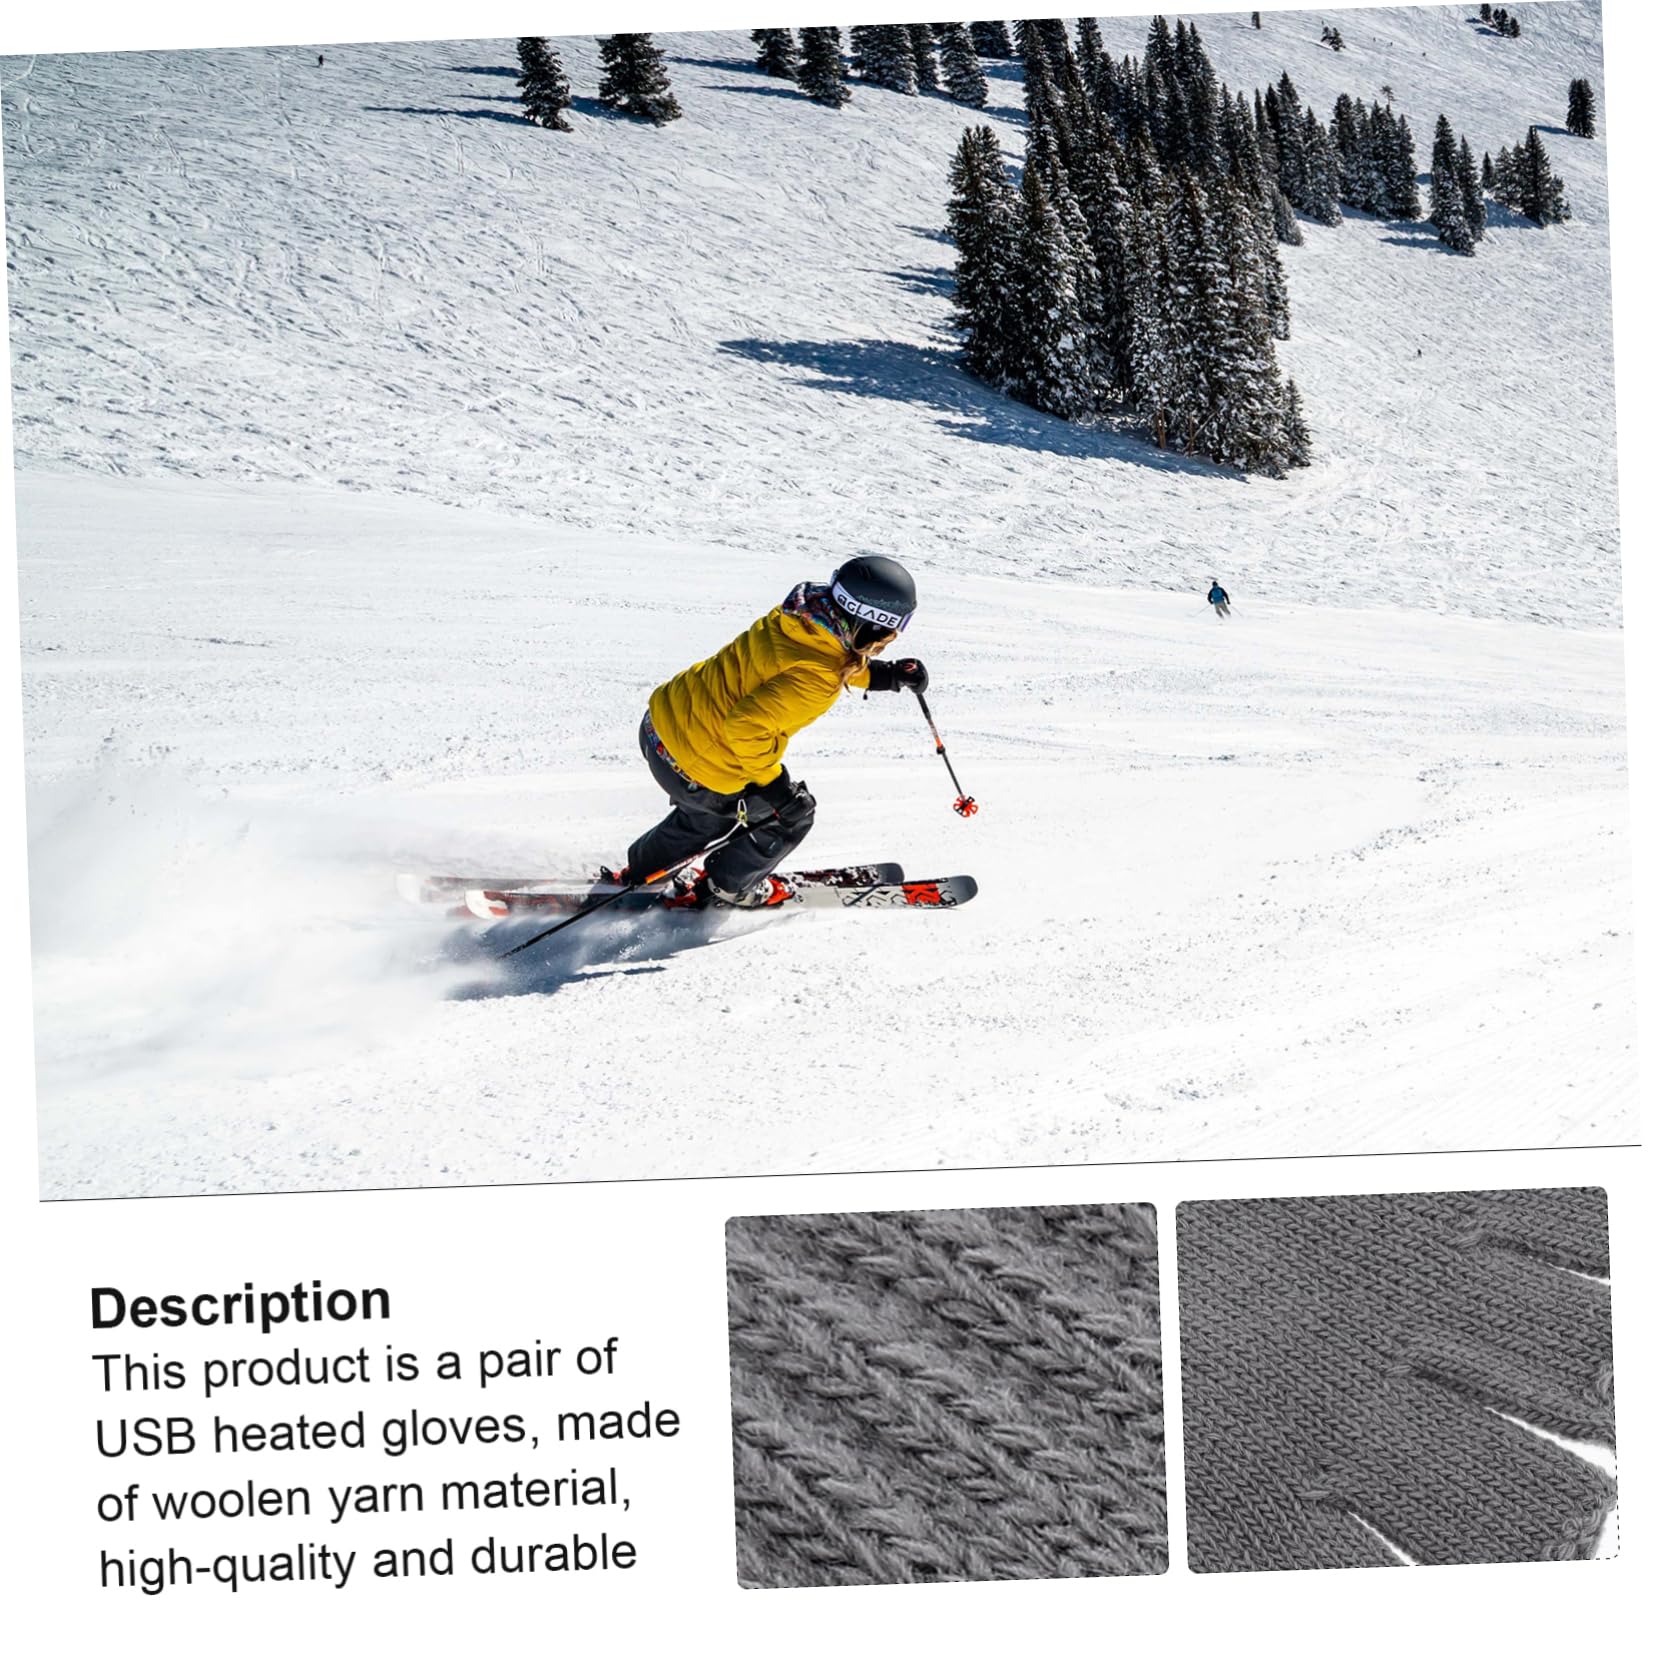 GLADE
K2
Description
This product is a pair of
USB heated gloves, made
of woolen yarn material,
high-quality and durable